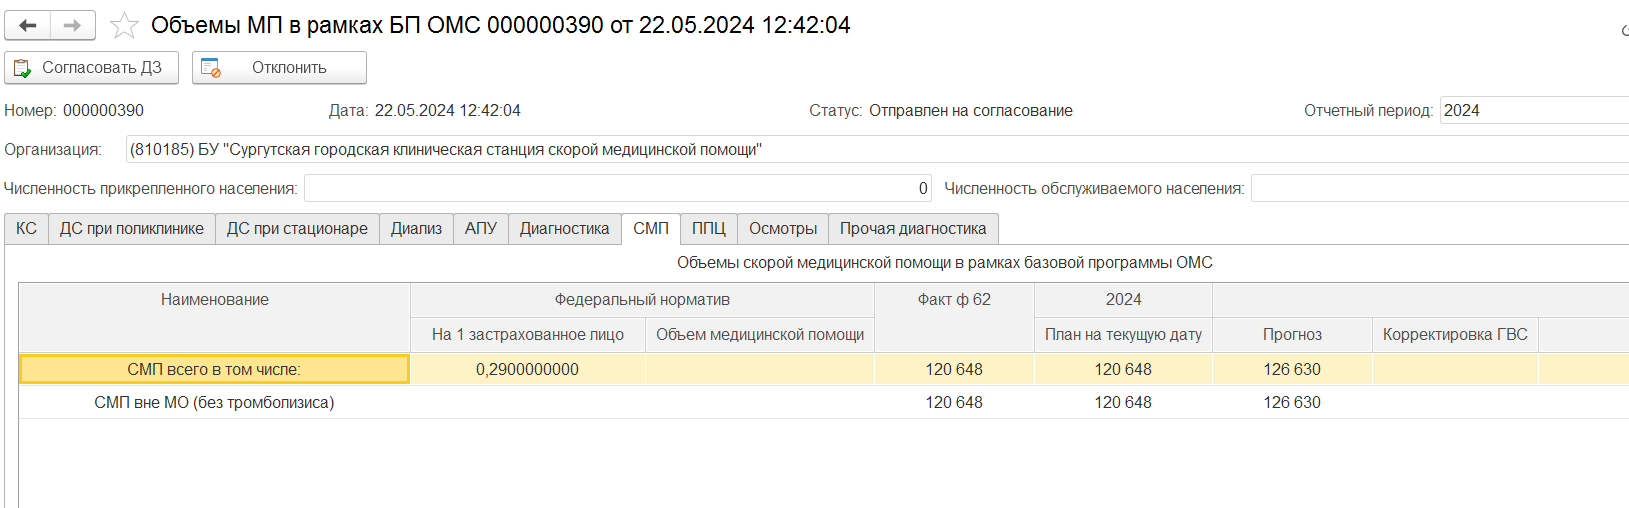 Объемы МП в рамках БП ОМС 000000390 от 22.05.2024 12:42:04
Согласовать ДЗ Отклонить
Номер: 000000390 Дата: 22.05.2024 12:42:04 Статус: Отправлен на согласование Отчетный период: 2024
Организация: (810185) БУ "Сургутская городская клиническая станция скорой медицинской помощи"
Численность прикрепленного населения: 0 Численность обслуживаемого населения:
КС ДС при поликлинике ДС при стационаре Диализ АПУ Диагностика СМП ППЦ Осмотры Прочая диагностика
Объемы скорой медицинской помощи в рамках базовой программы ОМС
Наименование Федеральный норматив Факт ф 62 2024
На 1 застрахованное лицо Объем медицинской помощи План на текущую дату Прогноз Корректировка ГВС
СМП всего в том числе: 0,2900000000 120 648 120 648 126 630
СМП вне МО (без тромболизиса) 120 648 120 648 126 630